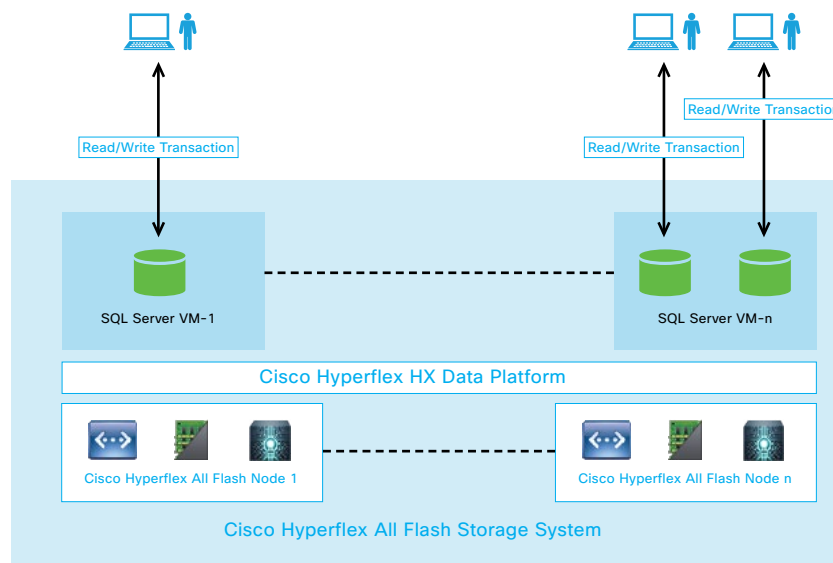 Read/Write Transaction
Read/Write Transaction
Read/Write Transaction
SQL Server VM-1
SQL Server VM-n
Cisco Hyperflex HX Data Platform
Cisco Hyperflex All Flash Node 1
Cisco Hyperflex All Flash Node n
Cisco Hyperflex All Flash Storage System